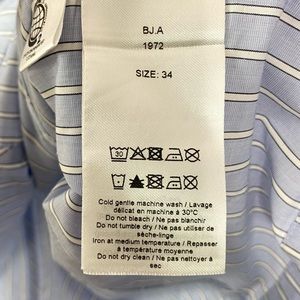 BJ.A
1972
SIZE: 34
30
Cold gentle machine wash / Lavage
délicat en machine à 30°C
Do not bleach / Ne pas blanchir
Do not tumble dry / Ne pas utiliser de
sèche-linge
Iron at medium temperature / Repasser
à température moyenne
Do not dry clean / Ne pas nettoyer à
sec